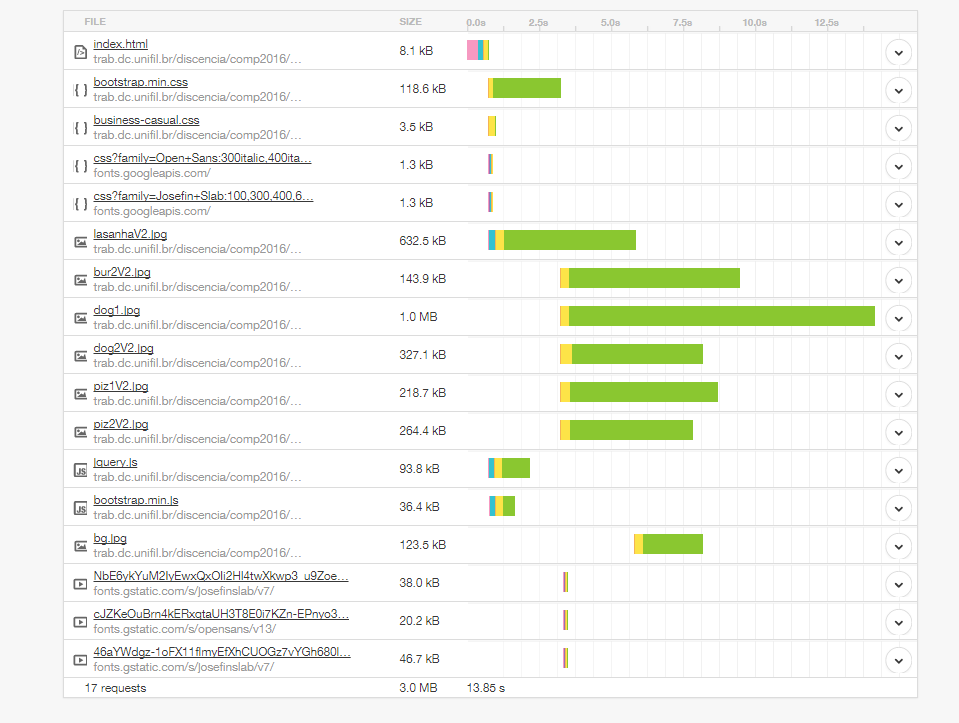 FILE SIZE 0.0s 2.5s 5.0s 7.5s 10.0s 12.5s
index.html
trab.dc.unifil.br/discencia/comp2016/… 8.1 kB
bootstrap.min.css
trab.dc.unifil.br/discencia/comp2016/… 118.6 kB
business-casual.css
trab.dc.unifil.br/discencia/comp2016/… 3.5 kB
css?family=Open+Sans:300italic,400ita…
fonts.googleapis.com/ 1.3 kB
css?family=Josefin+Slab:100,300,400,6…
fonts.googleapis.com/ 1.3 kB
lasanhaV2.jpg
trab.dc.unifil.br/discencia/comp2016/… 632.5 kB
bur2V2.jpg
trab.dc.unifil.br/discencia/comp2016/… 143.9 kB
dog1.jpg
trab.dc.unifil.br/discencia/comp2016/… 1.0 MB
dog2V2.jpg
trab.dc.unifil.br/discencia/comp2016/… 327.1 kB
piz1V2.jpg
trab.dc.unifil.br/discencia/comp2016/… 218.7 kB
piz2V2.jpg
trab.dc.unifil.br/discencia/comp2016/… 264.4 kB
jquery.js
trab.dc.unifil.br/discencia/comp2016/… 93.8 kB
bootstrap.min.js
trab.dc.unifil.br/discencia/comp2016/… 36.4 kB
bg.jpg
trab.dc.unifil.br/discencia/comp2016/… 123.5 kB
fonts.gstatic.com/s/josefinslab/v7/ 38.0 kB
fonts.gstatic.com/s/opensans/v13/ 20.2 kB
fonts.gstatic.com/s/josefinslab/v7/ 46.7 kB
17 requests 3.0 MB 13.85 s